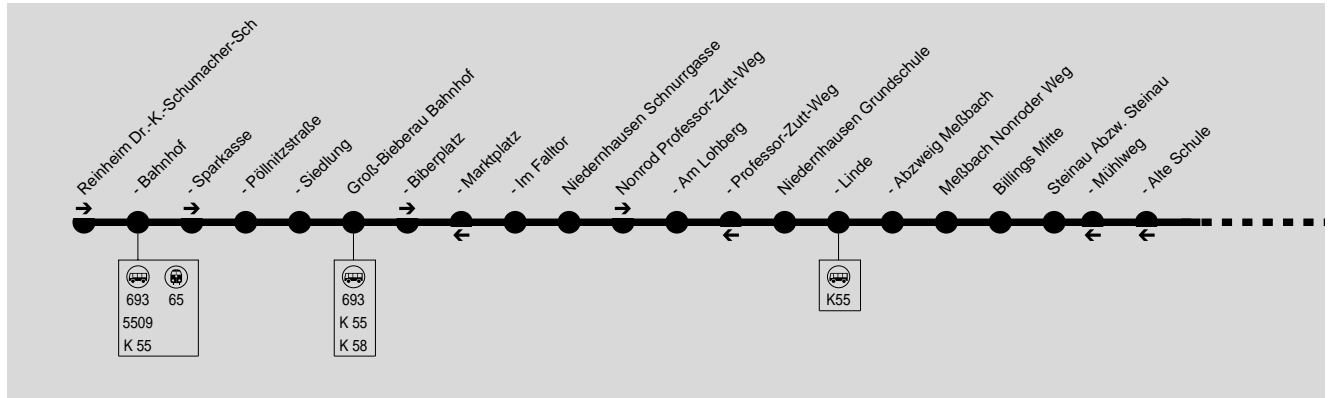 Reinheim Dr.-K.-Schumacher-Sch
- Bahnhof
- Sparkasse
- Pöllnitzstraße
- Siedlung
Groß-Bieberau Bahnhof
- Biberplatz
- Marktplatz
- Im Falltor
Niedernhausen Schnurrgasse
Nonrod Professor-Zutt-Weg
- Am Lohberg
- Professor-Zutt-Weg
Niedernhausen Grundschule
- Linde
- Abzweig Meßbach
Meßbach Nonroder Weg
Billings Mitte
Steinau Abzw. Steinau
- Mühlweg
- Alte Schule
693 65
5509
K 55
693
K 55
K 58
K55